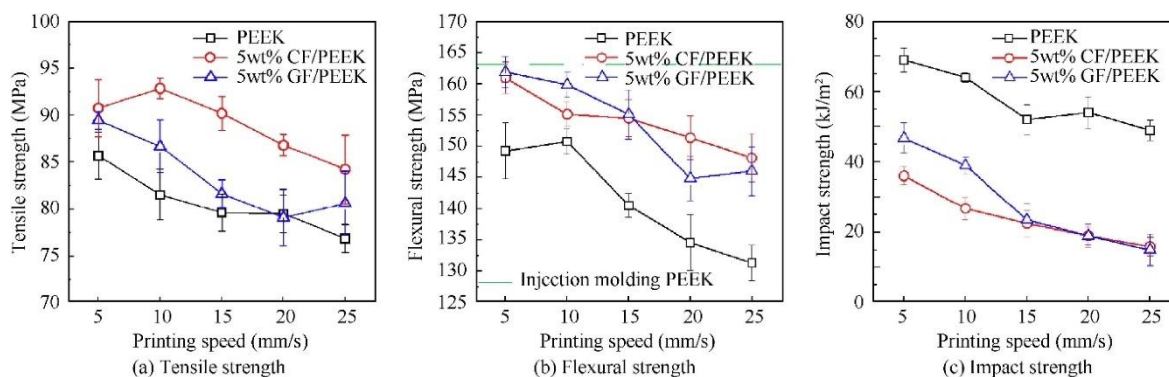 100
95
90
85
80
75
70
Tensile strength (MPa)
PEEK
5wt% CF/PEEK
5wt% GF/PEEK
5 10 15 20 25
Printing speed (mm/s)
(a) Tensile strength
170
165
160
155
150
145
140
135
130
125
Flexural strength (MPa)
PEEK
5wt% CF/PEEK
5wt% GF/PEEK
Injection molding PEEK
5 10 15 20 25
Printing speed (mm/s)
(b) Flexural strength
80
60
40
20
0
Impact strength (kJ/m²)
PEEK
5wt% CF/PEEK
5wt% GF/PEEK
5 10 15 20 25
Printing speed (mm/s)
(c) Impact strength